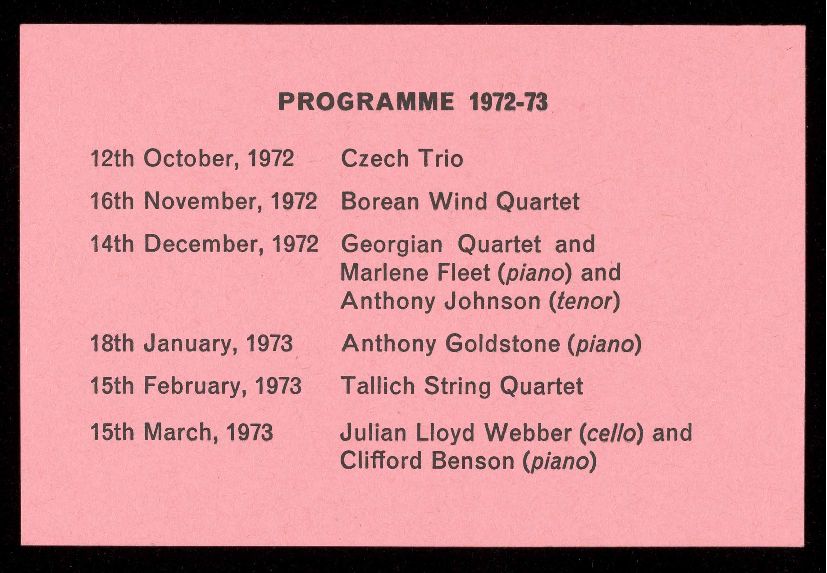 PROGRAMME 1972-73
12th October, 1972 Czech Trio
16th November, 1972 Borean Wind Quartet
14th December, 1972 Georgian Quartet and
Marlene Fleet (piano) and
Anthony Johnson (tenor)
18th January, 1973 Anthony Goldstone (piano)
15th February, 1973 Tallich String Quartet
15th March, 1973 Julian Lloyd Webber (cello) and
Clifford Benson (piano)